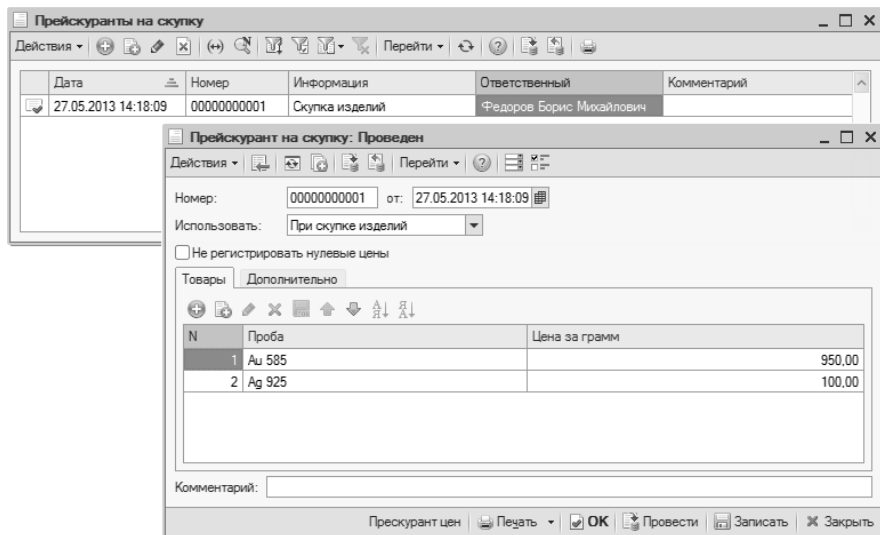 Прейскуранты на скупку
Действия Перейти
Дата Номер Информация Ответственный Комментарий
27.05.2013 14:18:09 00000000001 Скупка изделий Федоров Борис Михайлович
Прейскурант на скупку: Проведен
Действия Перейти
Номер: 00000000001 от: 27.05.2013 14:18:09
Использовать: При скупке изделий
Не регистрировать нулевые цены
Товары Дополнительно
N Проба Цена за грамм
1 Au 585 950,00
2 Ag 925 100,00
Комментарий:
Прескурант цен Печать OK Провести Записать Закрыть